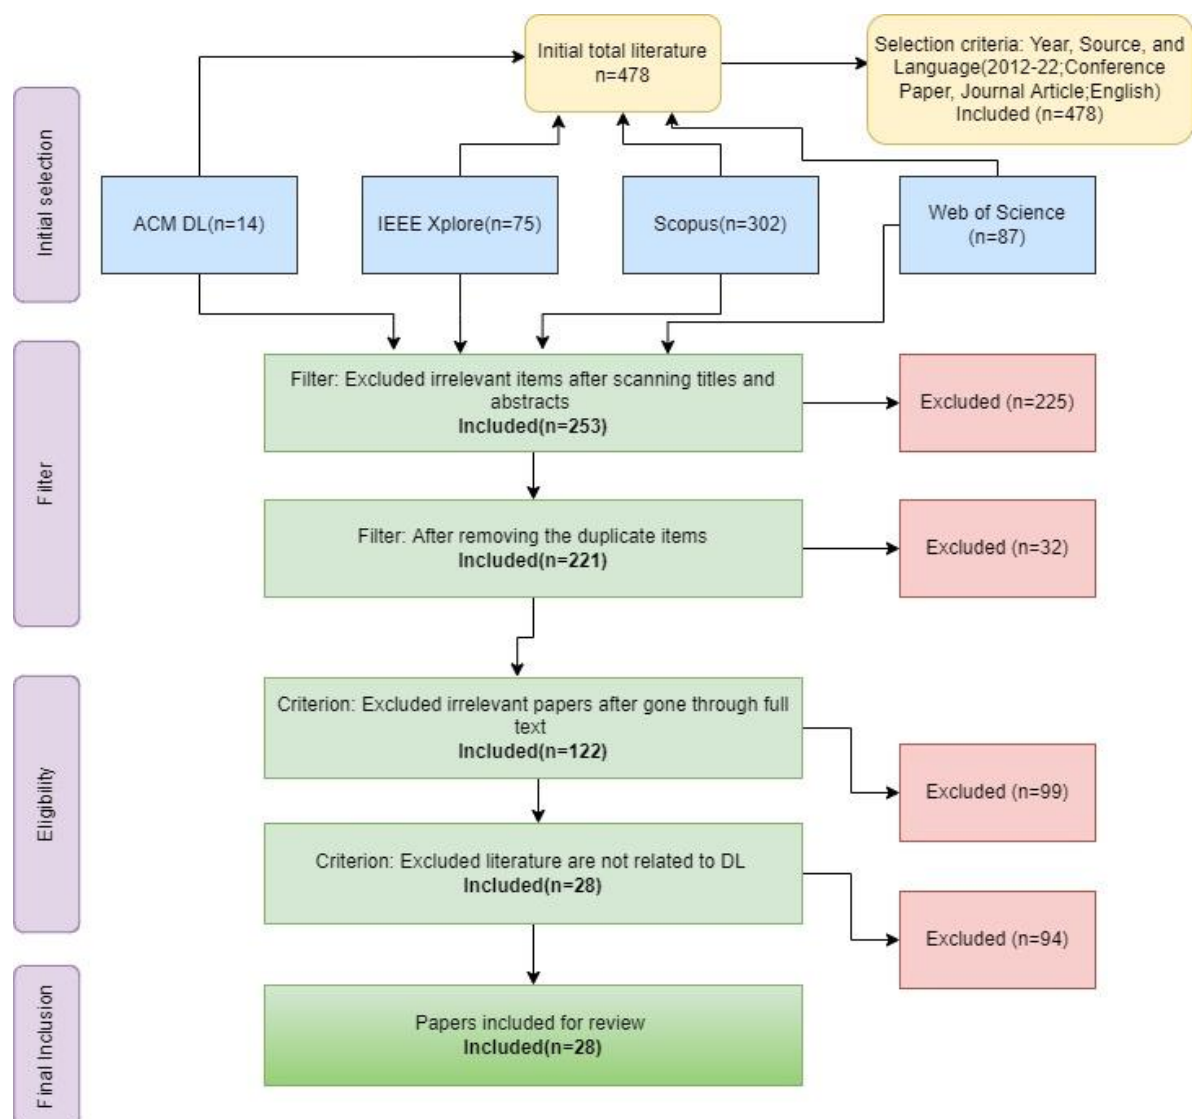 Initial total literature
n=478
Selection criteria: Year, Source, and
Language(2012-22;Conference
Paper, Journal Article;English)
Included (n=478)
Initial selection
ACM DL(n=14)
IEEE Xplore(n=75)
Scopus(n=302)
Web of Science
(n=87)
Filter
Filter: Excluded irrelevant items after scanning titles and
abstracts
Included(n=253)
Excluded (n=225)
Filter: After removing the duplicate items
Included(n=221)
Excluded (n=32)
Eligibility
Criterion: Excluded irrelevant papers after gone through full
text
Included(n=122)
Excluded (n=99)
Criterion: Excluded literature are not related to DL
Included(n=28)
Excluded (n=94)
Final Inclusion
Papers included for review
Included(n=28)